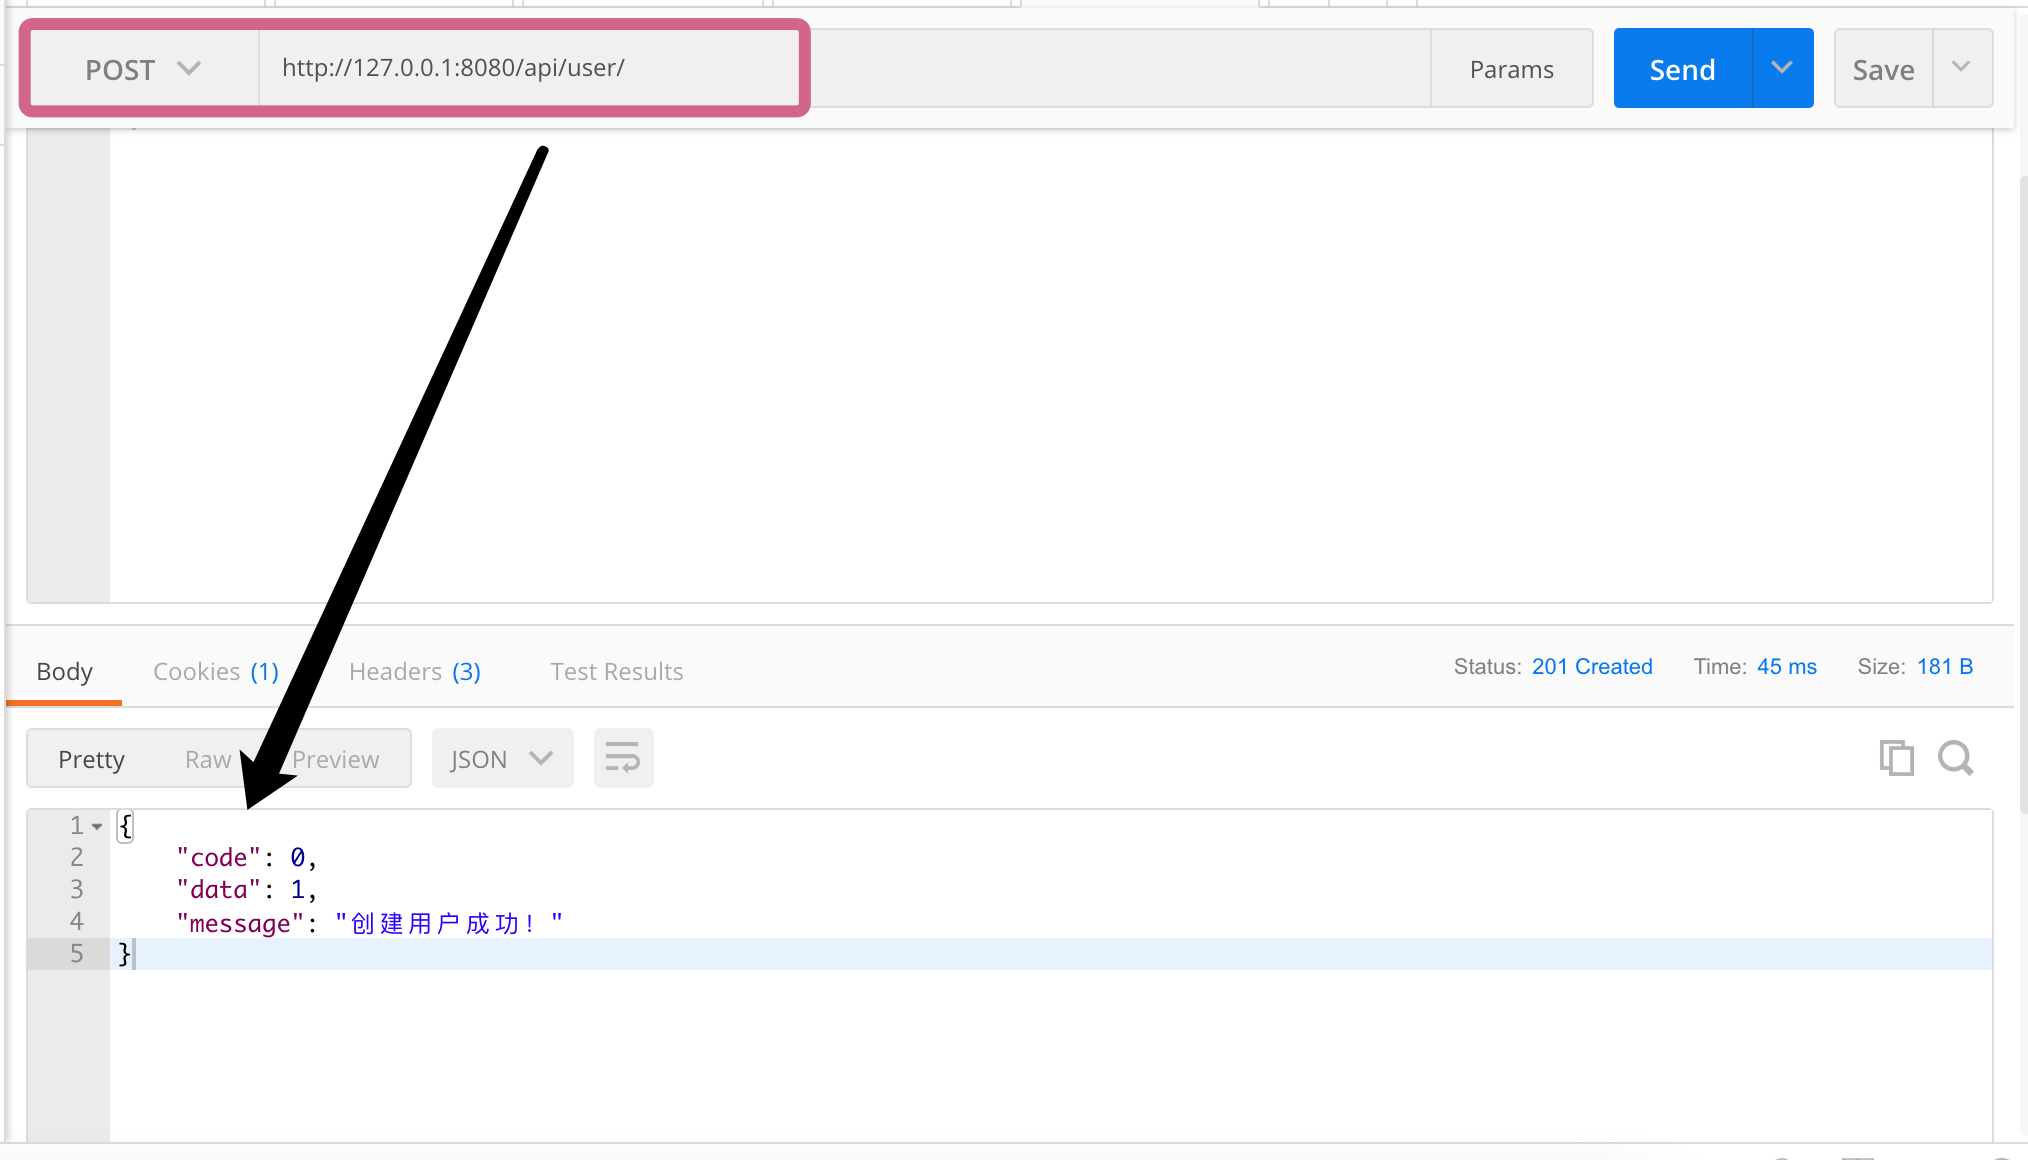 POST http://127.0.0.1:8080/api/user/ Params Send Save
Body Cookies (1) Headers (3) Test Results Status: 201 Created Time: 45 ms Size: 181 B
Pretty Raw Preview JSON
1 {
2 "code": 0,
3 "data": 1,
4 "message": "创建用户成功！"
5 }